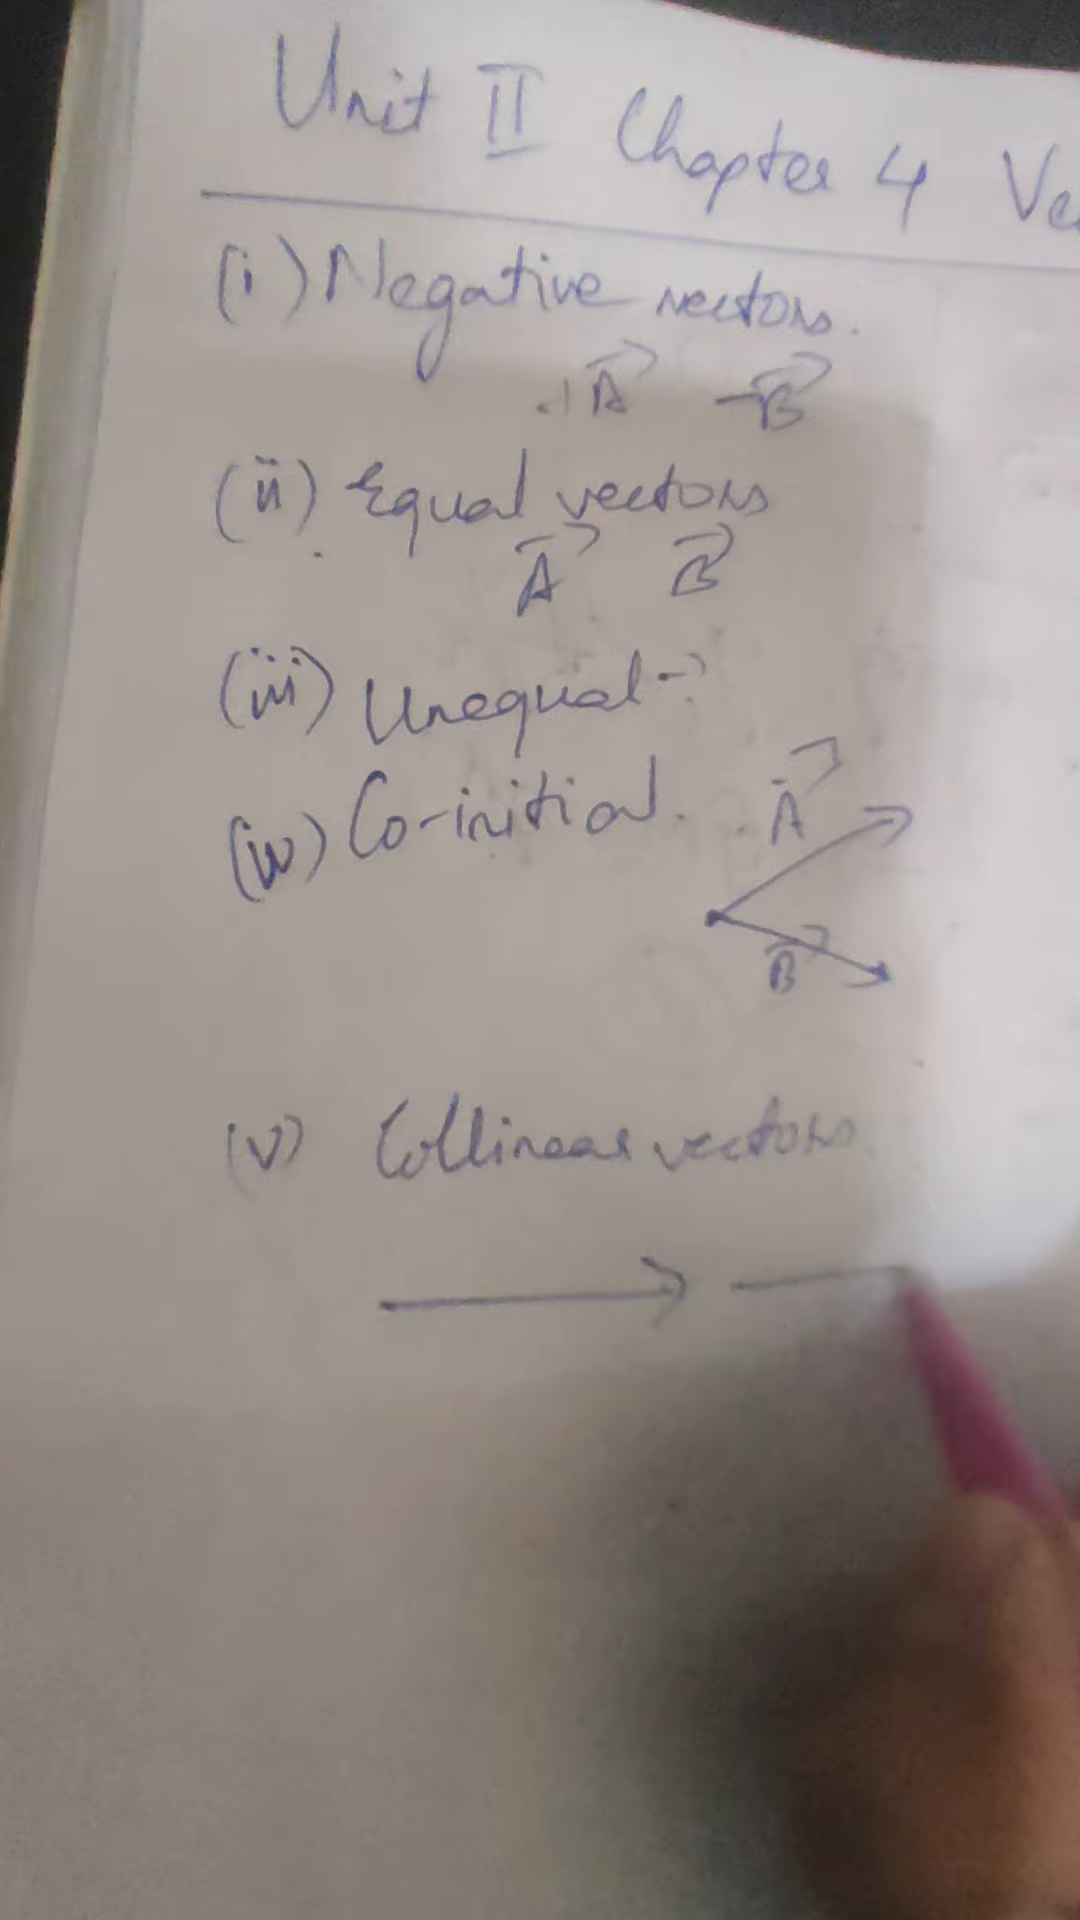 Unit II Chapter 4 Ve
(i) Negative vectors.
+A⃗ -B⃗
(ii) Equal vectors
A⃗ B⃗
(iii) Unequal →
(iv) Co-initial.
A⃗
B⃗
(v) Collinear vectors.